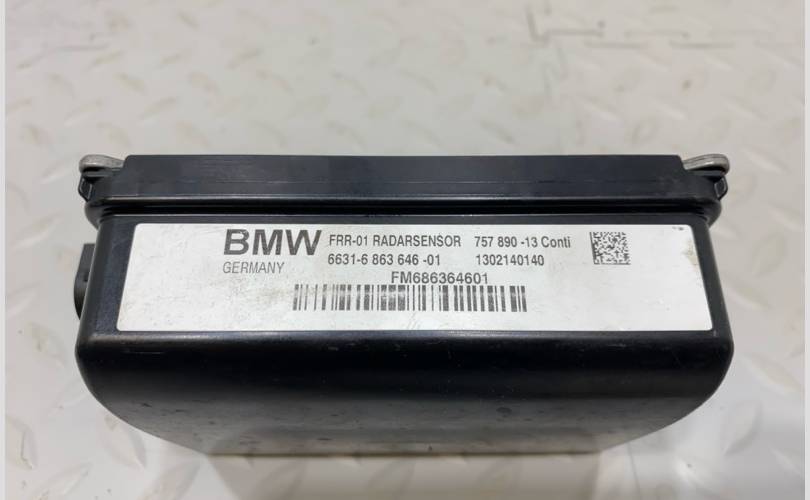 BMW FRR-01 RADARSENSOR 757 890 -13 Conti
GERMANY 6631-6 863 646 -01 1302140140
FM686364601